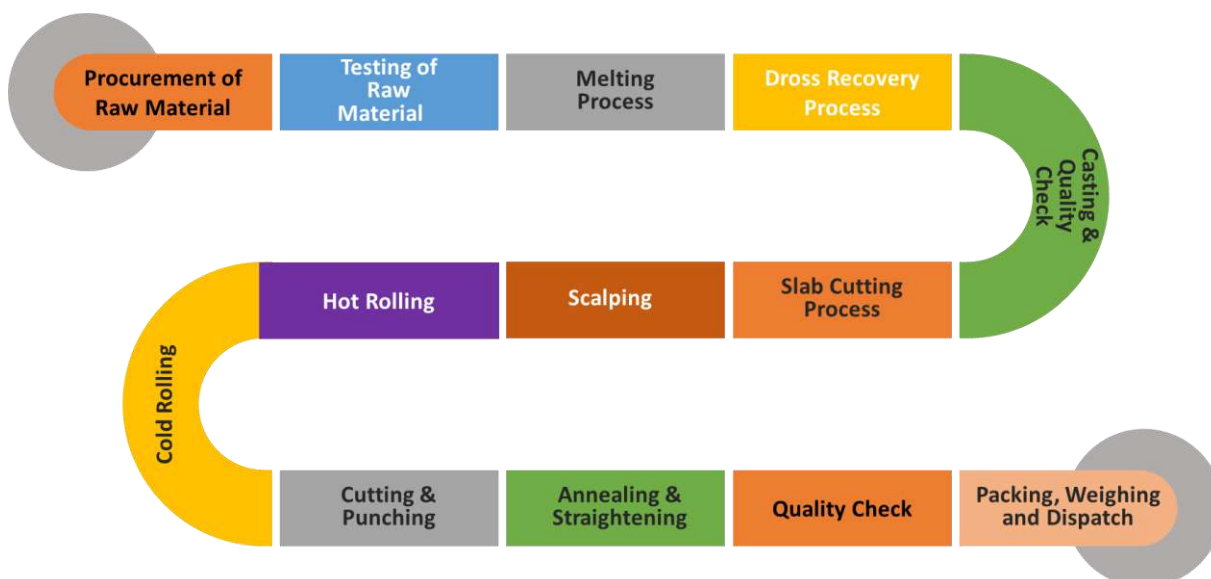 Procurement of
Raw Material
Testing of
Raw
Material
Melting
Process
Dross Recovery
Process
Casting &
Quality
Check
Slab Cutting
Process
Scalping
Hot Rolling
Cold Rolling
Cutting &
Punching
Annealing &
Straightening
Quality Check
Packing, Weighing
and Dispatch